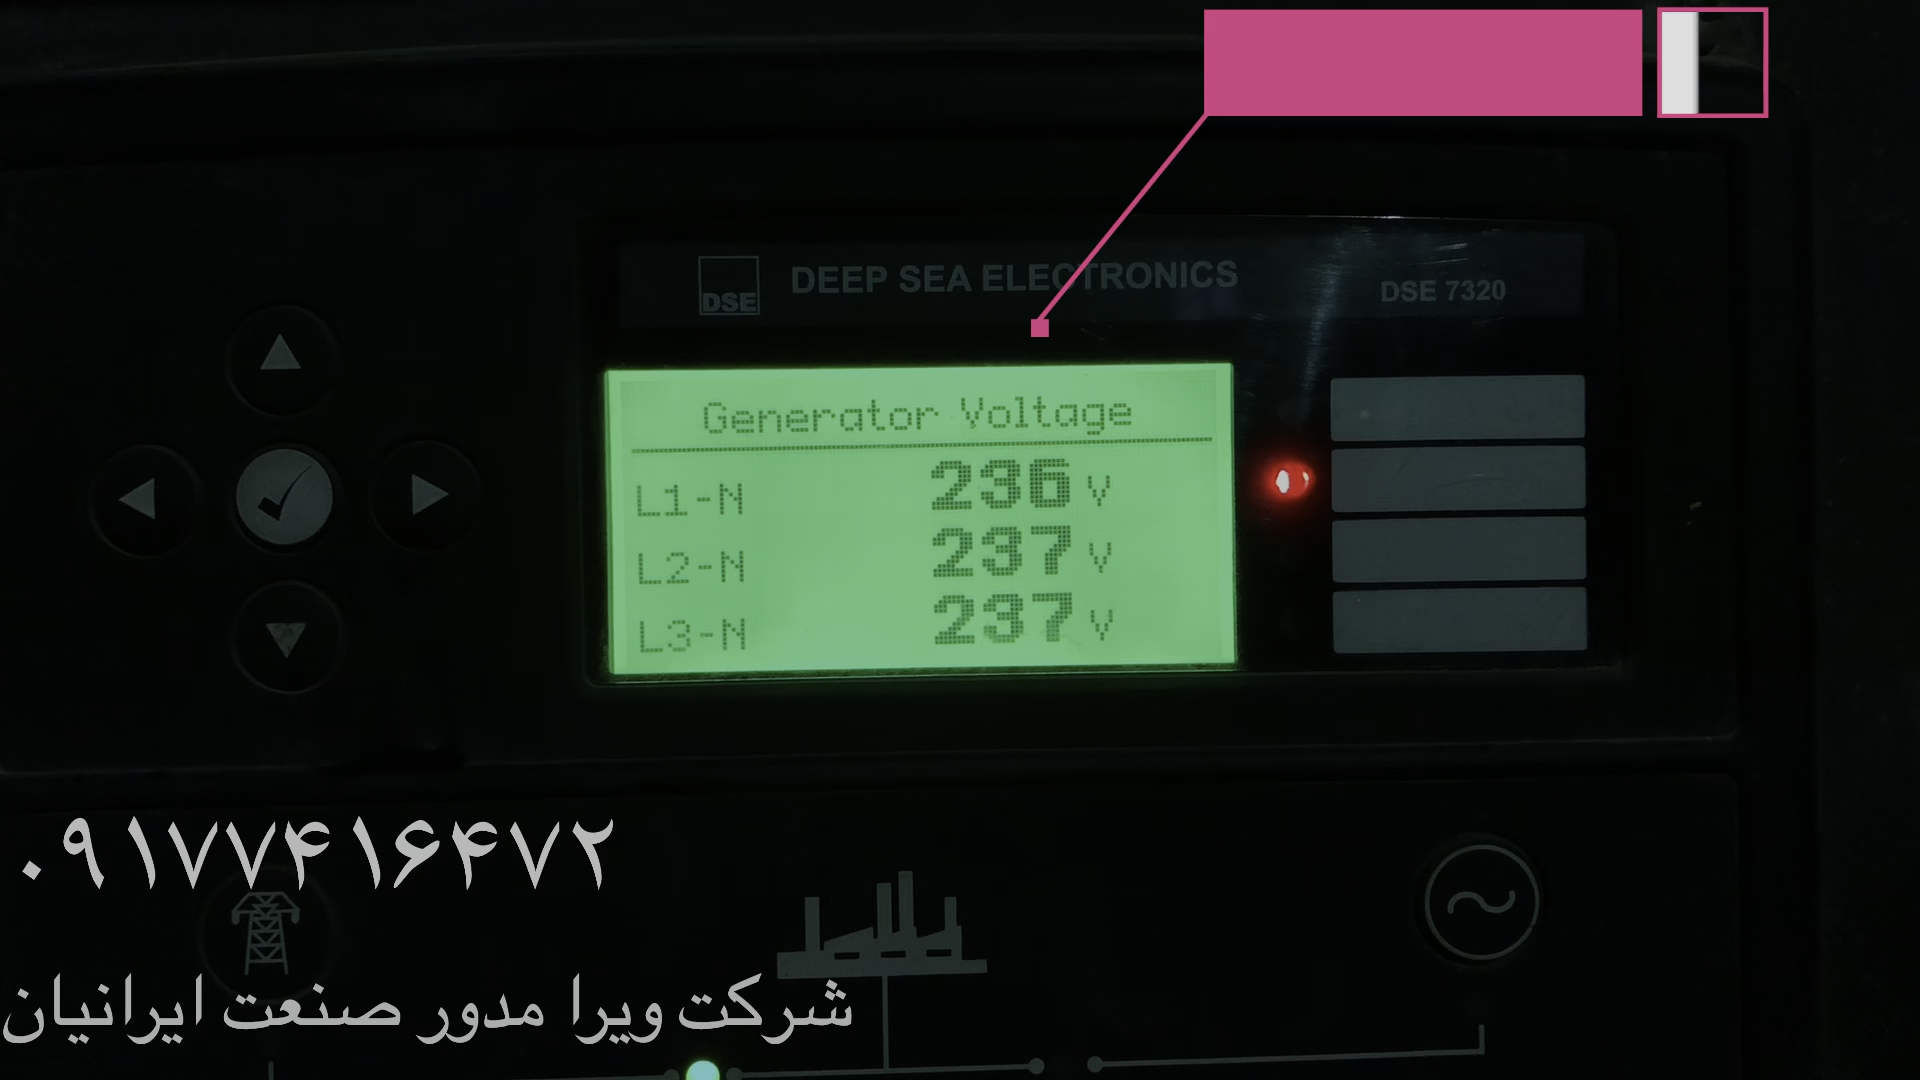 DSE DEEP SEA ELECTRONICS DSE 7320
Generator Voltage
L1-N 236 V
L2-N 237 V
L3-N 237 V
۰۹۱۷۷۴۱۶۴۷۲
شرکت ویرا مدور صنعت ایرانیان